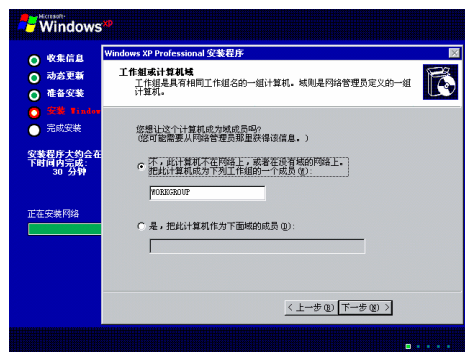 Microsoft
Windows xp
收集信息
动态更新
准备安装
安装 Window
完成安装
安装程序大约会在
下时间内完成:
30 分钟
正在安装网络
Windows XP Professional 安装程序
工作组或计算机域
工作组是具有相同工作组名的一组计算机。域则是网络管理员定义的一组
计算机。
您想让这个计算机成为域成员吗?
(您可能需要从网络管理员那里获得该信息。)
不，此计算机不在网络上，或者在没有域的网络上。
把此计算机成为下列工作组的一个成员(W):
WORKGROUP
是，把此计算机作为下面域的成员(D):
< 上一步(B)
下一步(N) >